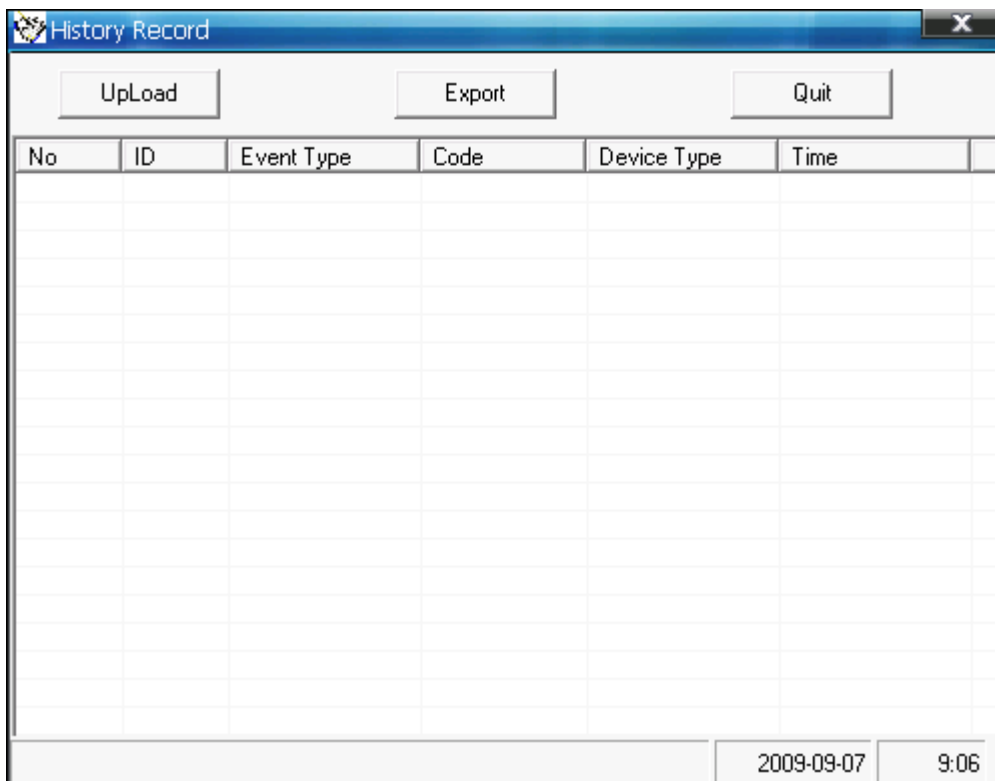 History Record
X
UpLoad Export Quit
No ID Event Type Code Device Type Time
2009-09-07 9:06